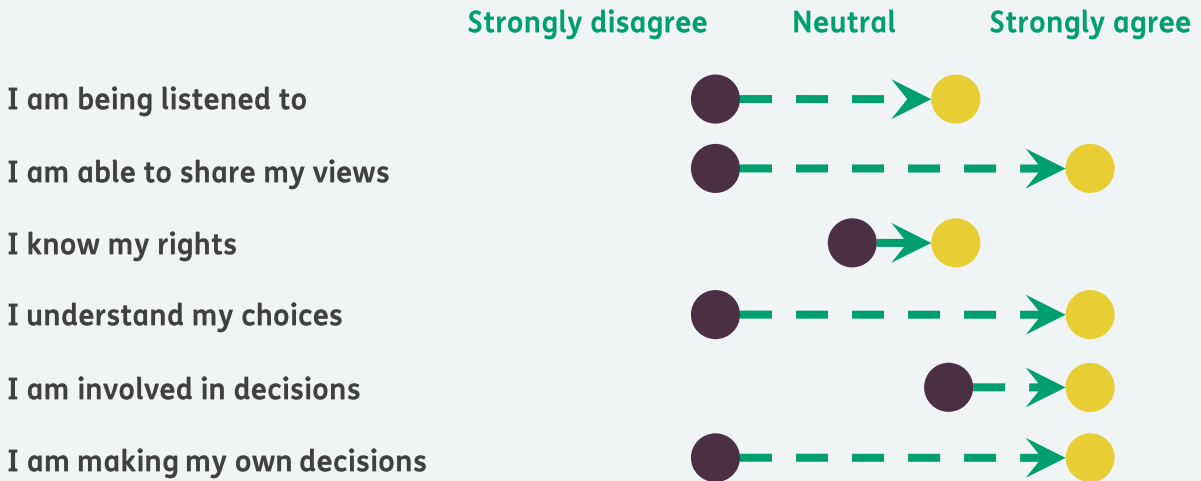 Strongly disagree Neutral Strongly agree
I am being listened to
I am able to share my views
I know my rights
I understand my choices
I am involved in decisions
I am making my own decisions